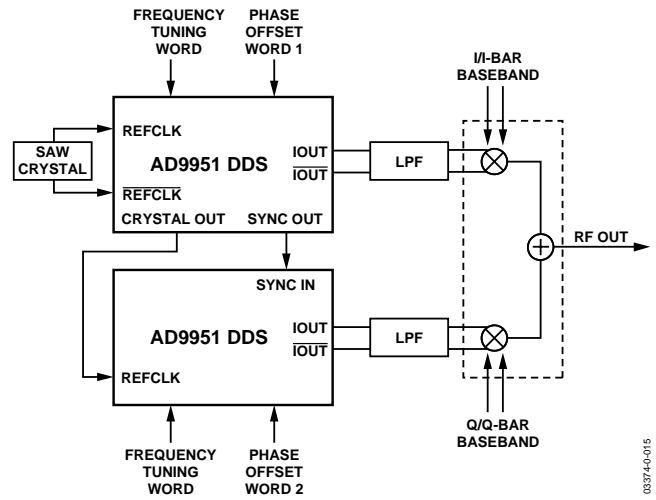 FREQUENCY
TUNING
WORD
PHASE
OFFSET
WORD 1
I/I-BAR
BASEBAND
REFCLK
SAW
CRYSTAL
AD9951 DDS
IOUT
IOUT
LPF
REFCLK
CRYSTAL OUT
SYNC OUT
RF OUT
SYNC IN
AD9951 DDS
IOUT
IOUT
LPF
REFCLK
FREQUENCY
TUNING
WORD
PHASE
OFFSET
WORD 2
Q/Q-BAR
BASEBAND
03374-0-015